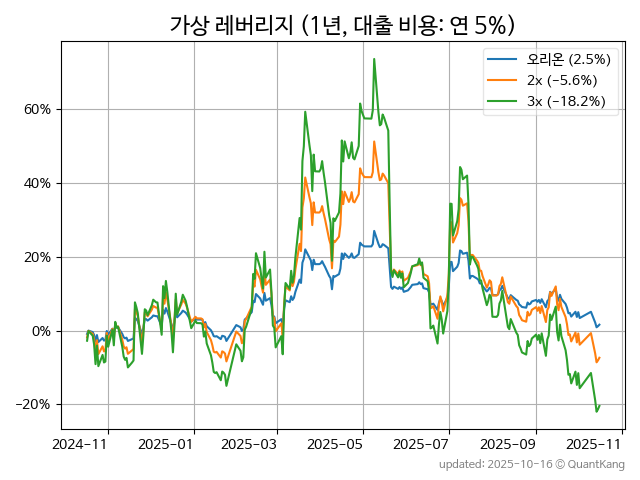 가상 레버리지 (1년, 대출 비용: 연 5%)
오리온 (2.5%)
2x (−5.6%)
3x (−18.2%)
60%
40%
20%
0%
−20%
2024-11
2025-01
2025-03
2025-05
2025-07
2025-09
2025-11
updated: 2025-10-16 © QuantKang